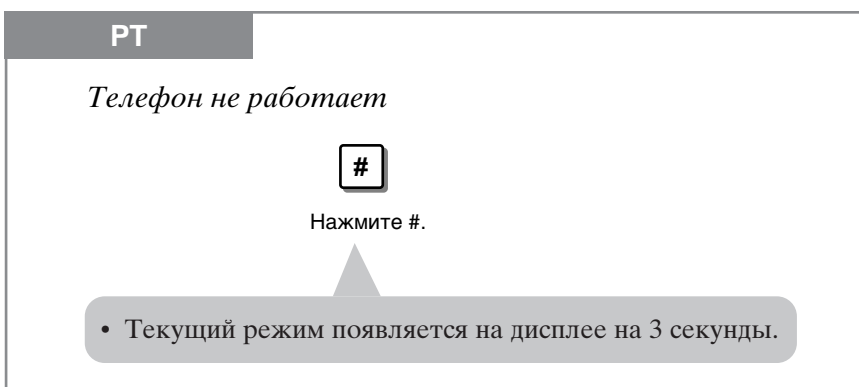 PT
Телефон не работает
#
Нажмите #.
• Текущий режим появляется на дисплее на 3 секунды.